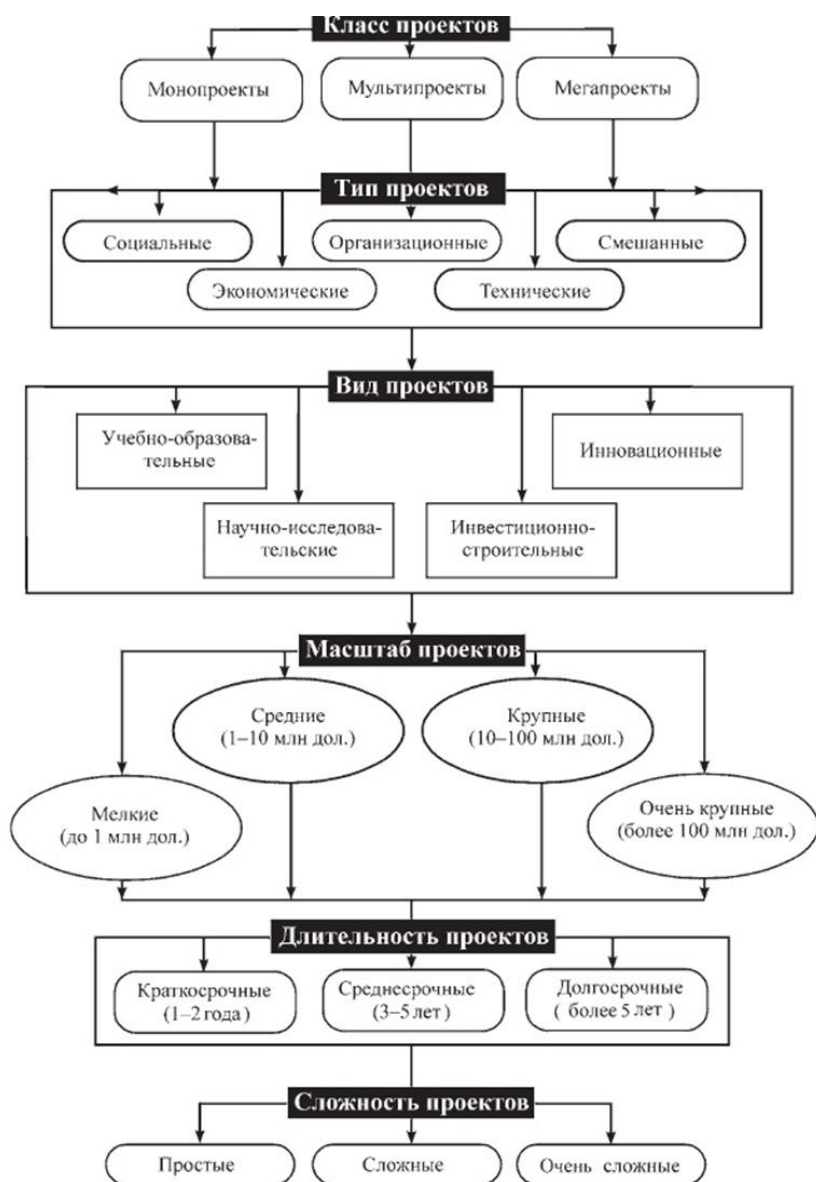 Класс проектов
Монопроекты
Мультипроекты
Мегапроекты
Тип проектов
Социальные
Организационные
Смешанные
Экономические
Технические
Вид проектов
Учебно-образова-
тельные
Инновационные
Научно-исследова-
тельские
Инвестиционно-
строительные
Масштаб проектов
Средние
(1–10 млн дол.)
Крупные
(10–100 млн дол.)
Мелкие
(до 1 млн дол.)
Очень крупные
(более 100 млн дол.)
Длительность проектов
Краткосрочные
(1–2 года)
Среднесрочные
(3–5 лет)
Долгосрочные
( более 5 лет )
Сложность проектов
Простые
Сложные
Очень сложные